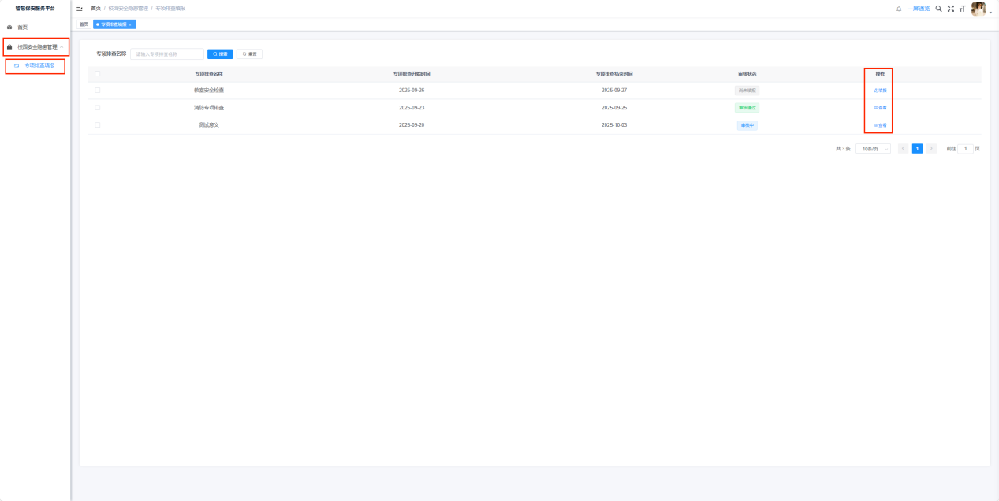 智慧保安服务平台
首页
校园安全隐患管理
专项排查填报
首页 / 校园安全隐患管理 / 专项排查填报
一屏通览
首页 专项排查填报 ×
专项排查名称 请输入专项排查名称 搜索 重置
专项排查名称 专项排查开始时间 专项排查结束时间 审核状态 操作
教室安全检查 2025-09-26 2025-09-27 尚未填报 填报
消防专项排查 2025-09-23 2025-09-25 审核通过 查看
测试意义 2025-09-20 2025-10-03 审核中 查看
共 3 条 10条/页 1 前往 1 页